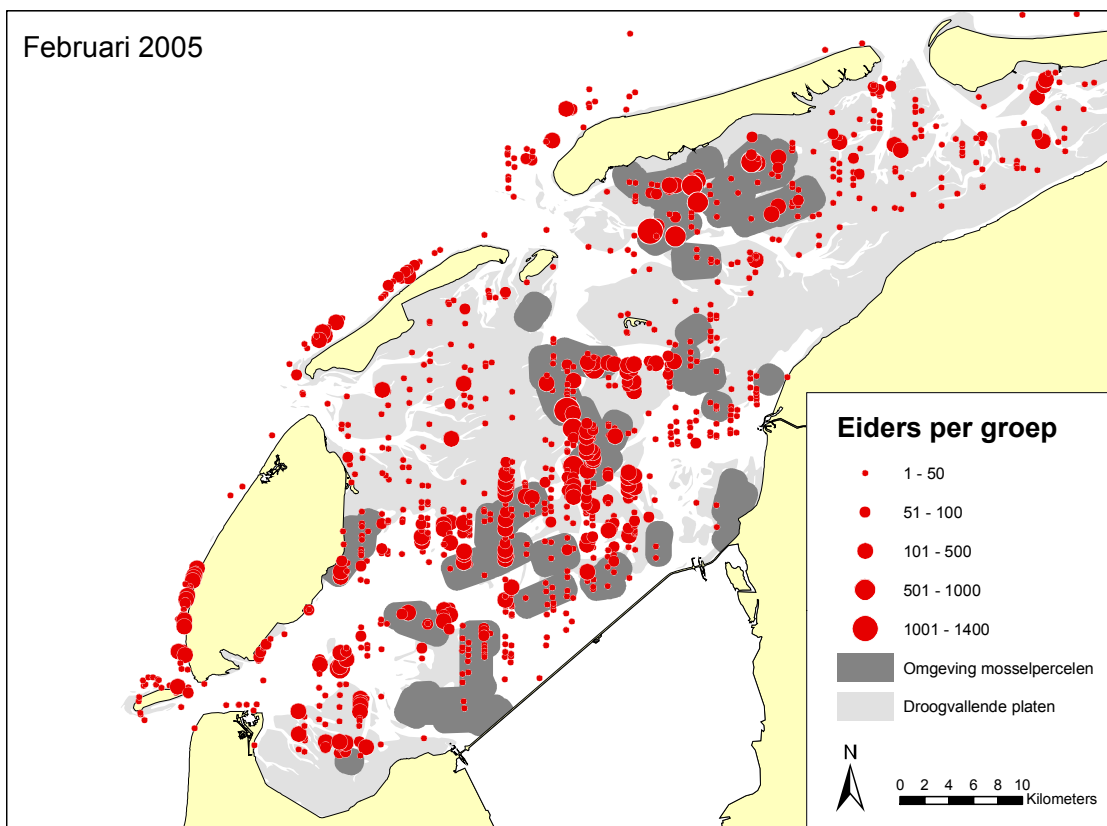 Februari 2005
Eiders per groep
1 - 50
51 - 100
101 - 500
501 - 1000
1001 - 1400
Omgeving mosselpercelen
Droogvallende platen
N
0 2 4 6 8 10
Kilometers